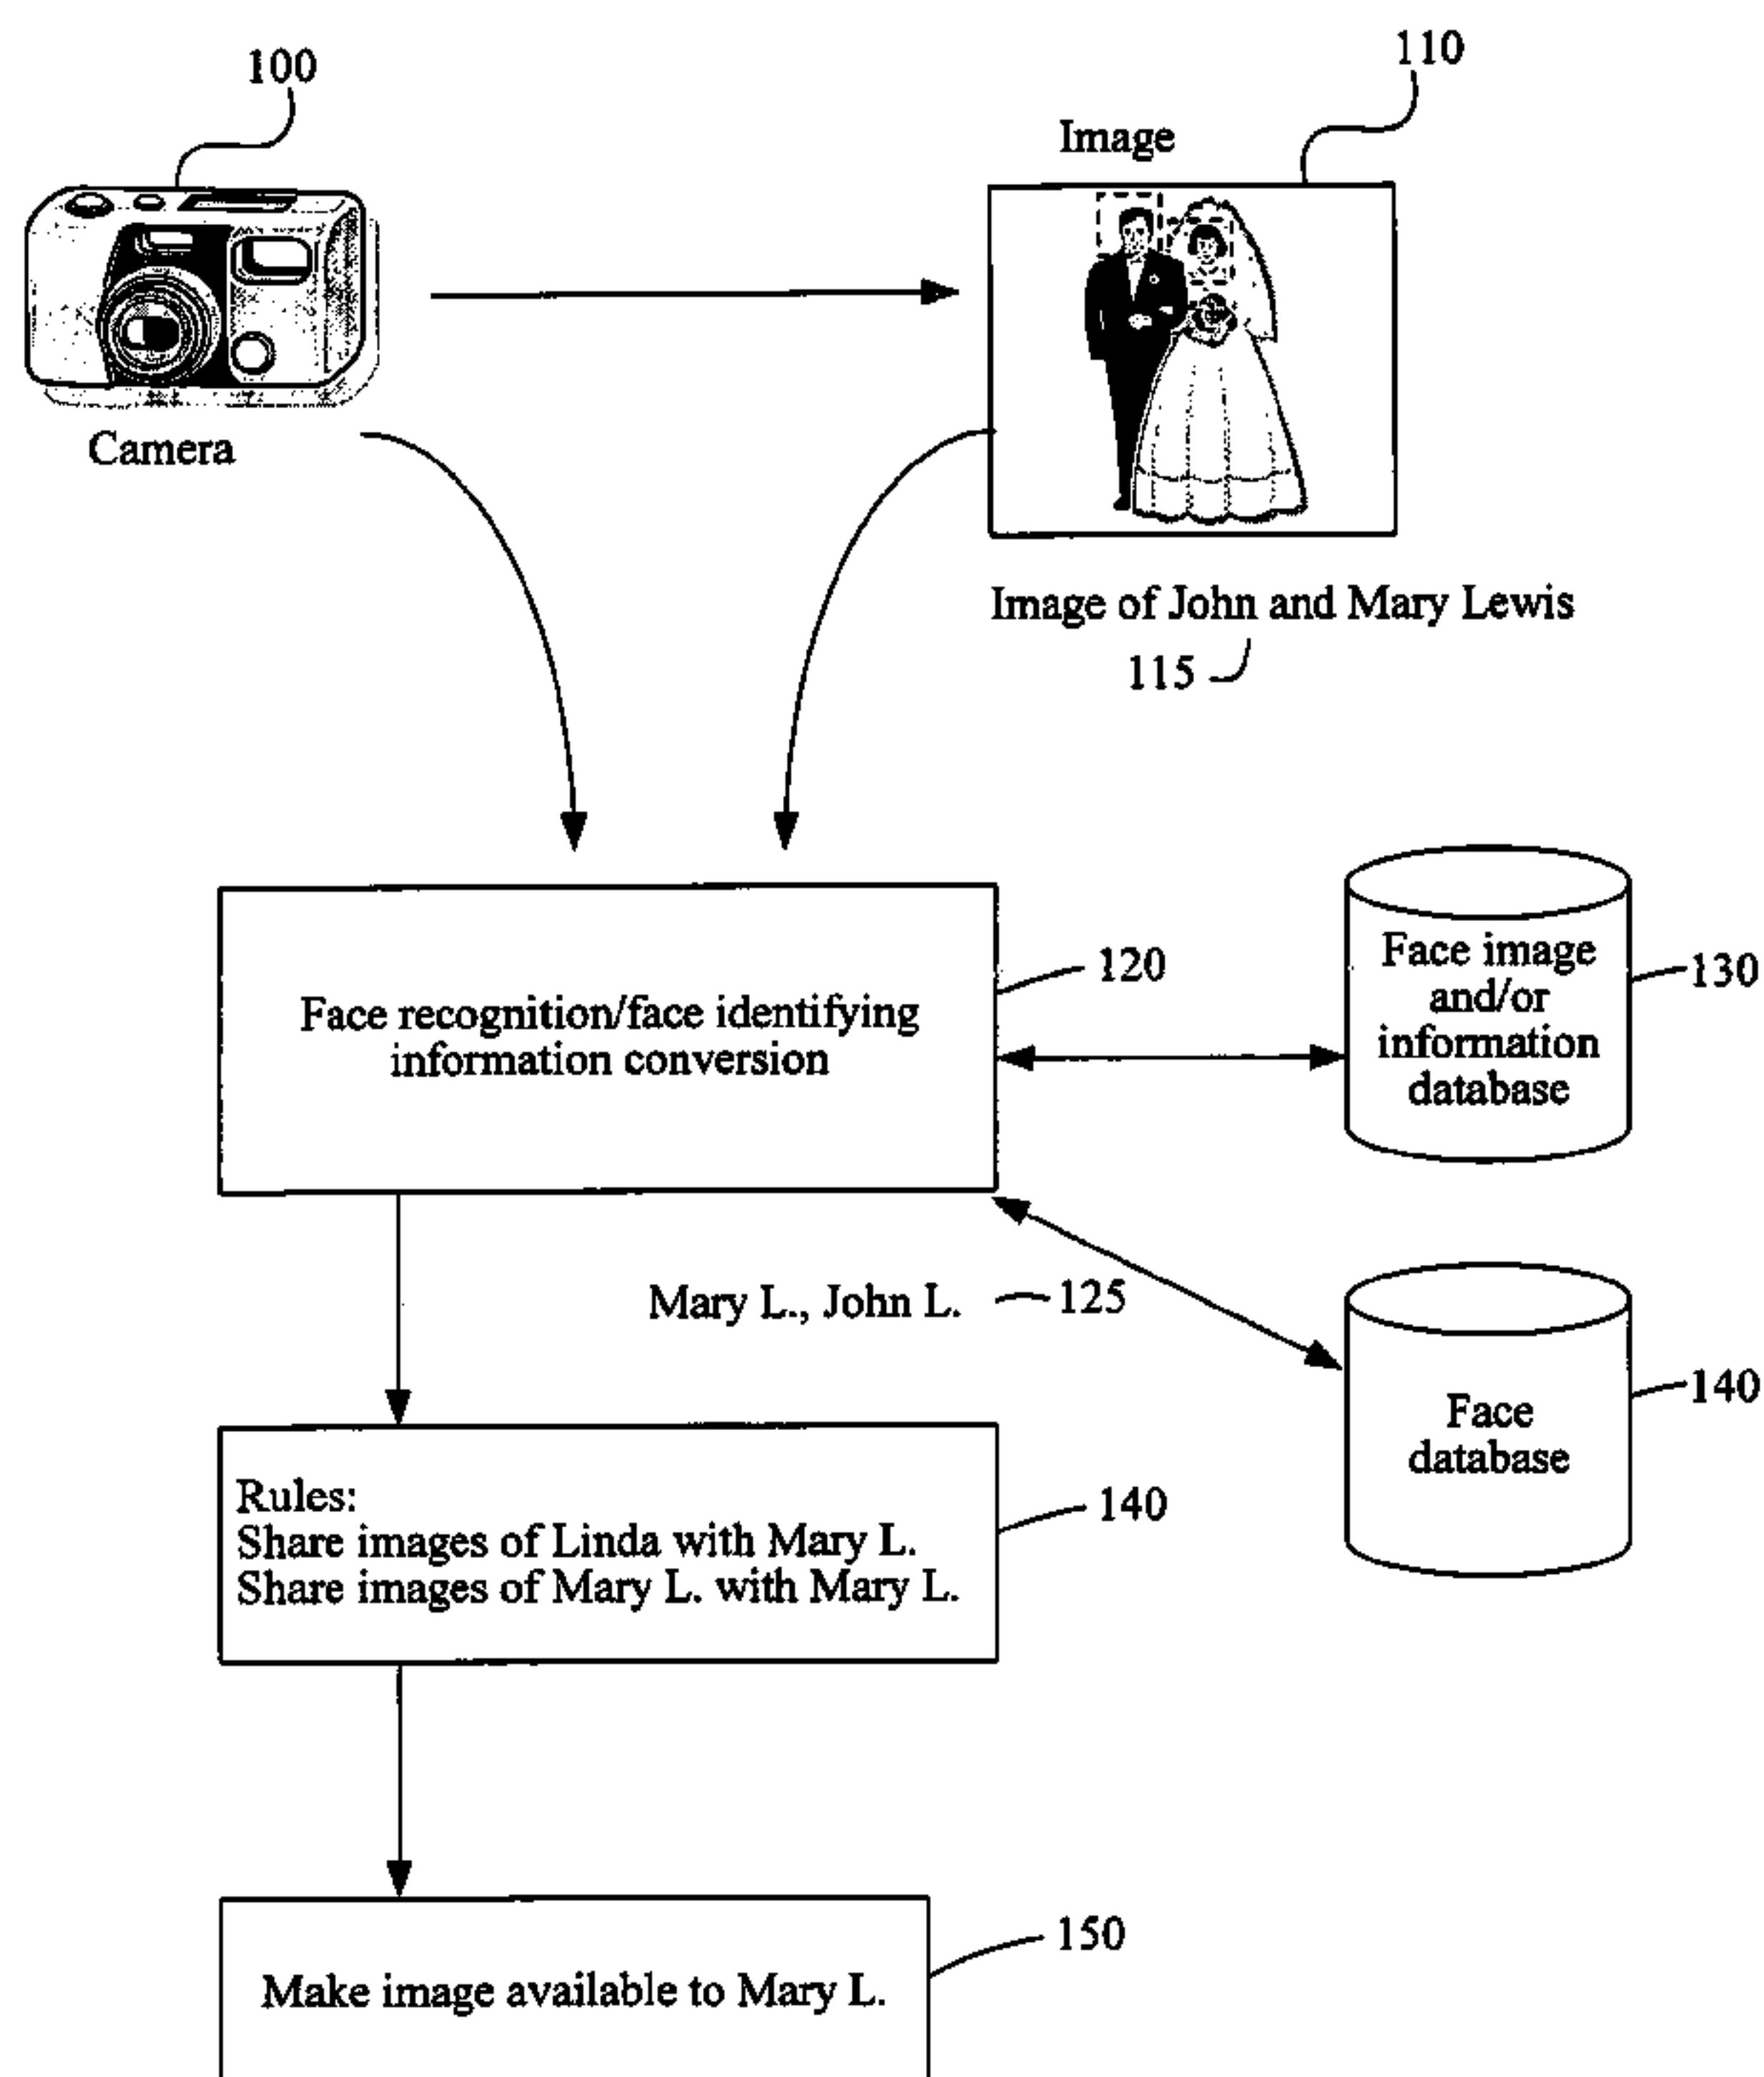 100
110
Image
Camera
Image of John and Mary Lewis
115
120
Face recognition/face identifying
information conversion
Face image
and/or
information
database
130
Mary L., John L.
125
Face
database
140
Rules:
Share images of Linda with Mary L.
Share images of Mary L. with Mary L.
140
150
Make image available to Mary L.